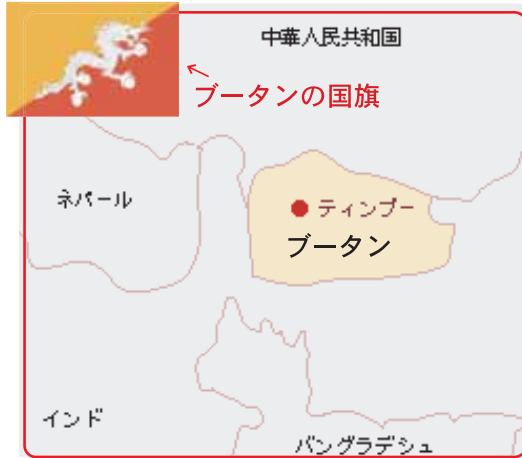 中華人民共和国
ブータンの国旗
ネパール
ティンプー
ブータン
インド
バングラデシュ